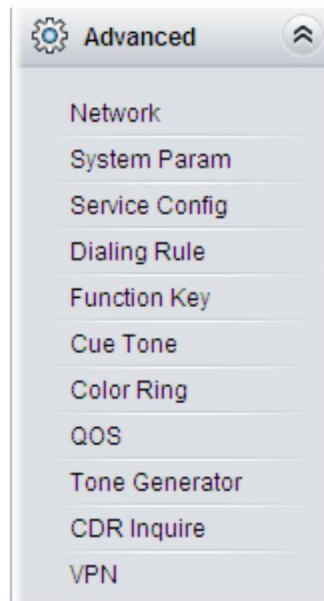 Advanced
Network
System Param
Service Config
Dialing Rule
Function Key
Cue Tone
Color Ring
QOS
Tone Generator
CDR Inquire
VPN